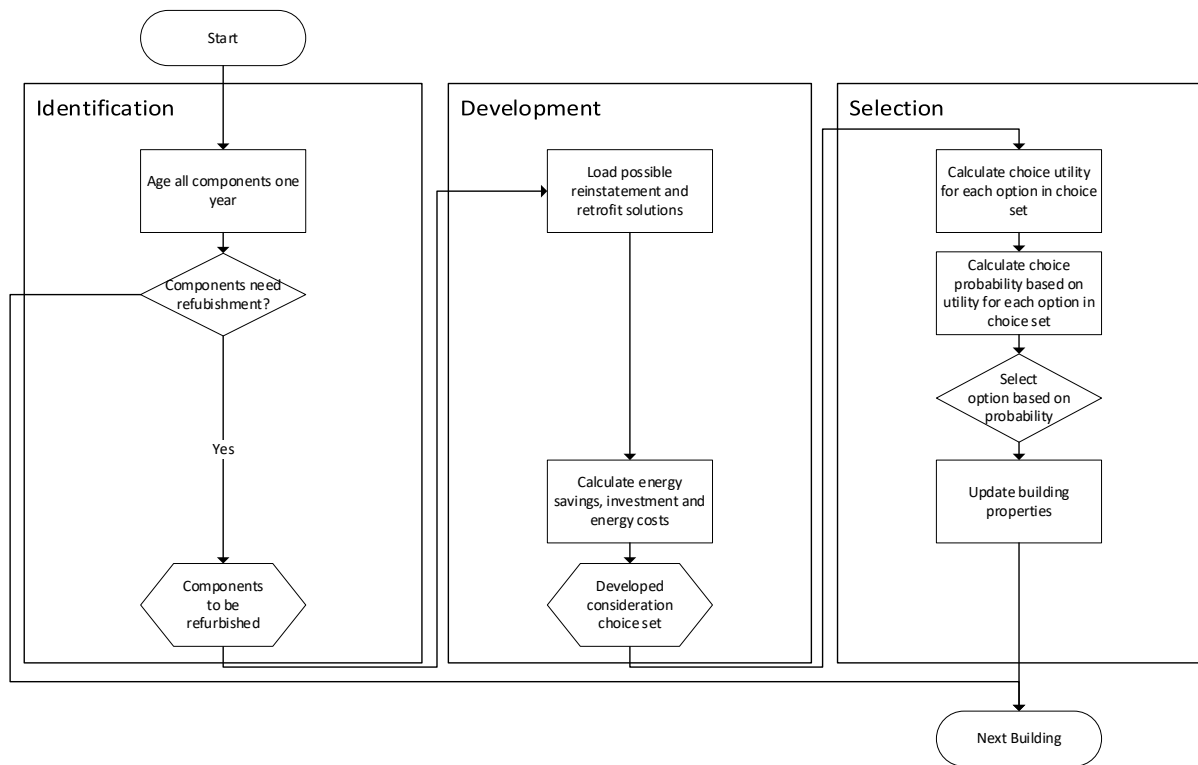 Start
Identification
Age all components one
year
Components need
refubishment?
Yes
Components
to be
refurbished
Development
Load possible
reinstatement and
retrofit solutions
Calculate energy
savings, investment and
energy costs
Developed
consideration
choice set
Selection
Calculate choice utility
for each option in choice
set
Calculate choice
probability based on
utility for each option in
choice set
Select
option based on
probability
Update building
properties
Next Building